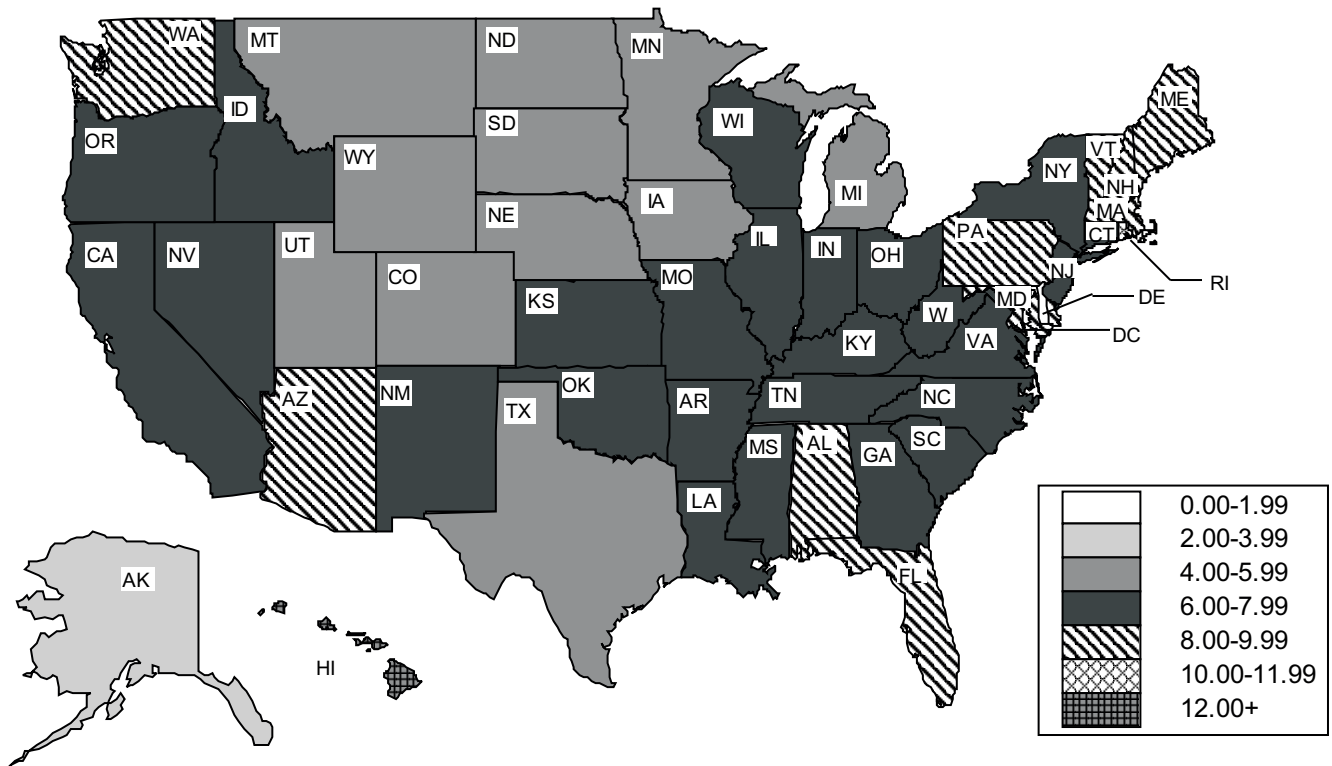 WA
MT
ND
MN
ME
ID
SD
WI
OR
VT
NY
WY
NH
MI
IA
MA
NE
PA
CT
UT
IL
IN
OH
CA
NV
CO
MO
NJ
RI
KS
MD
DE
W
DC
KY
VA
AZ
NM
OK
TN
NC
AR
TX
SC
MS
AL
GA
LA
FL
AK
HI
0.00-1.99
2.00-3.99
4.00-5.99
6.00-7.99
8.00-9.99
10.00-11.99
12.00+